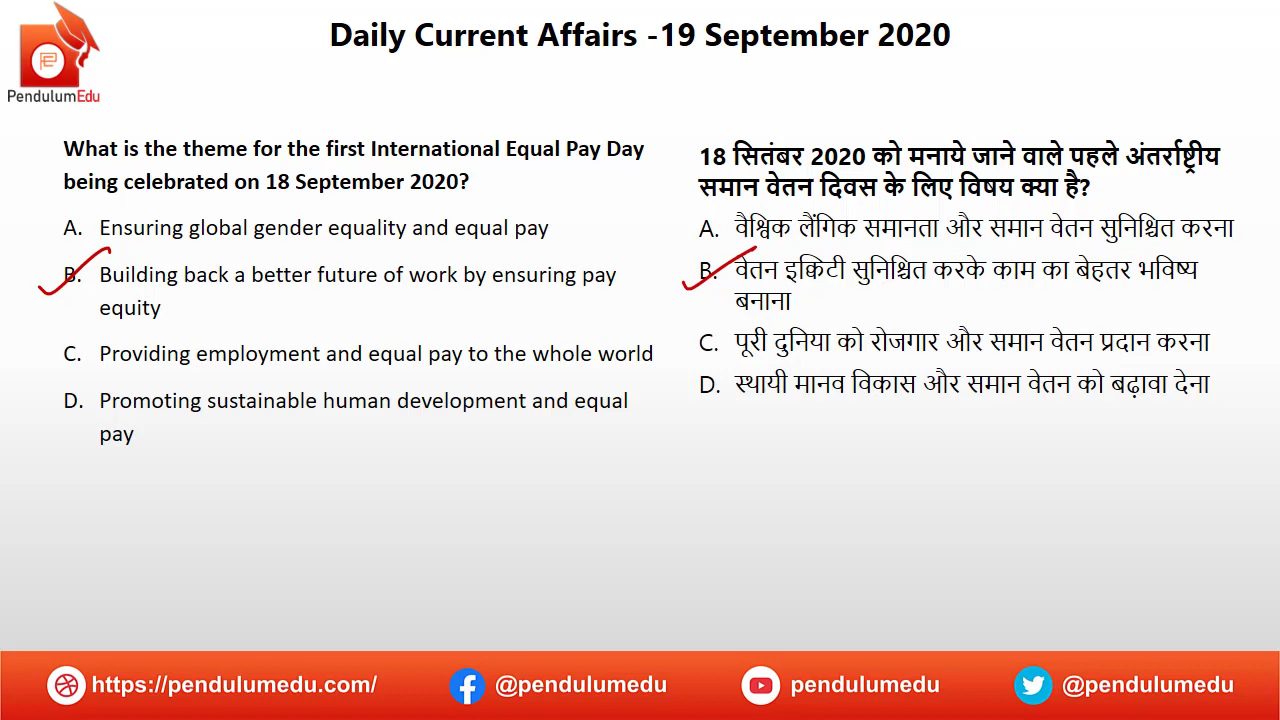 Daily Current Affairs -19 September 2020
PendulumEdu
What is the theme for the first International Equal Pay Day
being celebrated on 18 September 2020?
A. Ensuring global gender equality and equal pay
B. Building back a better future of work by ensuring pay
equity
C. Providing employment and equal pay to the whole world
D. Promoting sustainable human development and equal
pay
18 सितंबर 2020 को मनाये जाने वाले पहले अंतर्राष्ट्रीय
समान वेतन दिवस के लिए विषय क्या है?
A. वैश्विक लैंगिक समानता और समान वेतन सुनिश्चित करना
B. वेतन इक्विटी सुनिश्चित करके काम का बेहतर भविष्य
बनाना
C. पूरी दुनिया को रोजगार और समान वेतन प्रदान करना
D. स्थायी मानव विकास और समान वेतन को बढ़ावा देना
https://pendulumedu.com/ @pendulumedu pendulumedu @pendulumedu